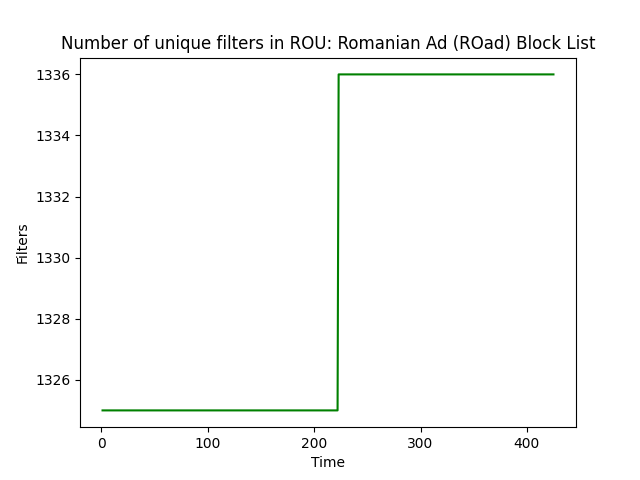 Number of unique filters in ROU: Romanian Ad (ROad) Block List
1336
1334
1332
1330
1328
1326
Filters
0 100 200 300 400
Time